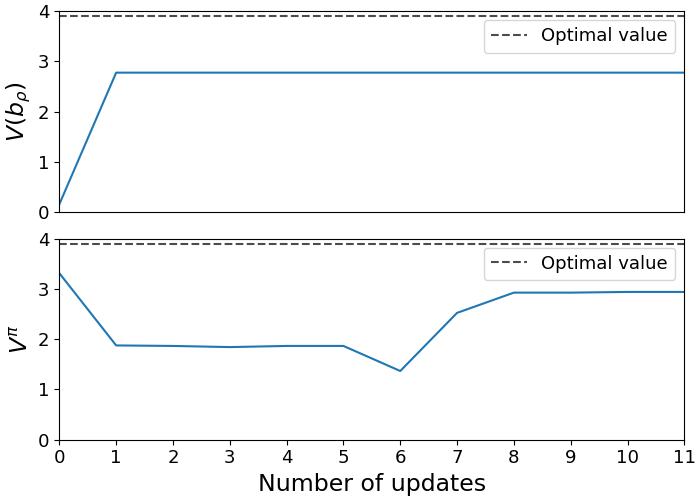 4
Optimal value
3
V(b_ρ)
2
1
0
4
Optimal value
3
V^π
2
1
0
0 1 2 3 4 5 6 7 8 9 10 11
Number of updates